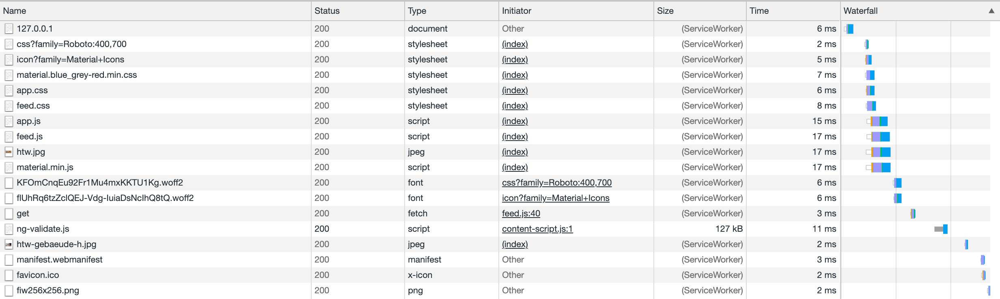 Name Status Type Initiator Size Time Waterfall ▲
127.0.0.1 200 document Other (ServiceWorker) 6 ms
css?family=Roboto:400,700 200 stylesheet (index) (ServiceWorker) 2 ms
icon?family=Material+Icons 200 stylesheet (index) (ServiceWorker) 5 ms
material.blue_grey-red.min.css 200 stylesheet (index) (ServiceWorker) 7 ms
app.css 200 stylesheet (index) (ServiceWorker) 6 ms
feed.css 200 stylesheet (index) (ServiceWorker) 8 ms
app.js 200 script (index) (ServiceWorker) 15 ms
feed.js 200 script (index) (ServiceWorker) 17 ms
htw.jpg 200 jpeg (index) (ServiceWorker) 17 ms
material.min.js 200 script (index) (ServiceWorker) 17 ms
KFOmCnqEu92Fr1Mu4mxKKTU1Kg.woff2 200 font css?family=Roboto:400,700 (ServiceWorker) 6 ms
flUhRq6tzZclQEJ-Vdg-IuiaDsNcIhQ8tQ.woff2 200 font icon?family=Material+Icons (ServiceWorker) 6 ms
get 200 fetch feed.js:40 (ServiceWorker) 3 ms
ng-validate.js 200 script content-script.js:1 127 kB 11 ms
htw-gebaeude-h.jpg 200 jpeg (index) (ServiceWorker) 2 ms
manifest.webmanifest 200 manifest Other (ServiceWorker) 3 ms
favicon.ico 200 x-icon Other (ServiceWorker) 2 ms
fiw256x256.png 200 png Other (ServiceWorker) 2 ms